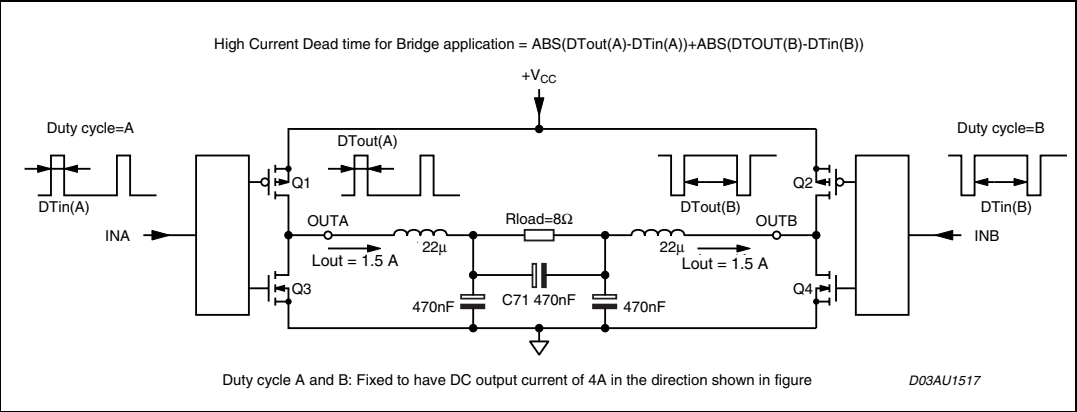 High Current Dead time for Bridge application = ABS(DTout(A)-DTin(A))+ABS(DTOUT(B)-DTin(B))
+VCC
Duty cycle=A
DTout(A)
Duty cycle=B
Q1
Q2
DTin(A)
DTout(B)
DTin(B)
OUTA
Rload=8Ω
OUTB
INA
INB
22µ
22µ
Lout = 1.5 A
Lout = 1.5 A
Q3
Q4
470nF
C71 470nF
470nF
Duty cycle A and B: Fixed to have DC output current of 4A in the direction shown in figure
D03AU1517